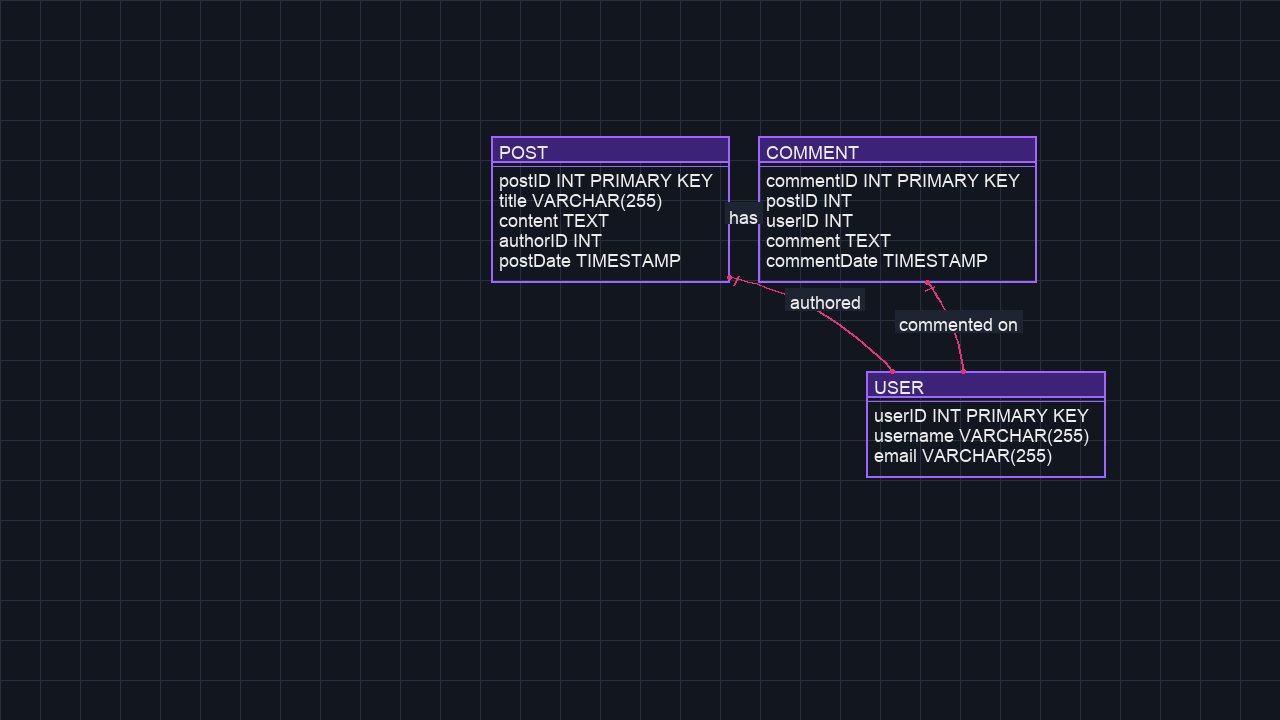 POST
postID INT PRIMARY KEY
title VARCHAR(255)
content TEXT
authorID INT
postDate TIMESTAMP
has
COMMENT
commentID INT PRIMARY KEY
postID INT
userID INT
comment TEXT
commentDate TIMESTAMP
authored
commented on
USER
userID INT PRIMARY KEY
username VARCHAR(255)
email VARCHAR(255)